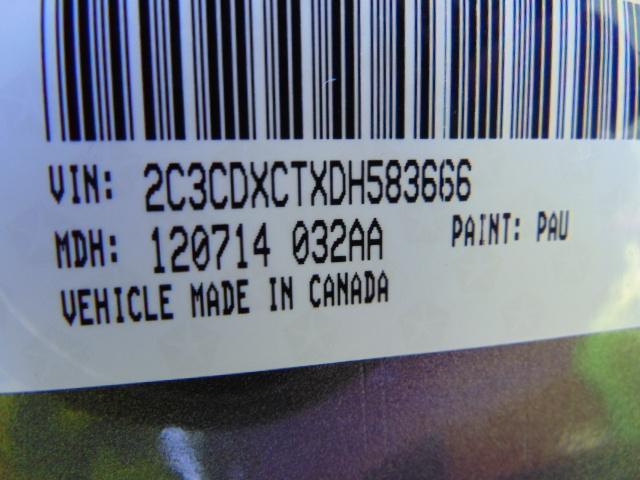 VIN: 2C3CDXCTXDH583666
MDH: 120714 032AA PAINT: PAU
VEHICLE MADE IN CANADA